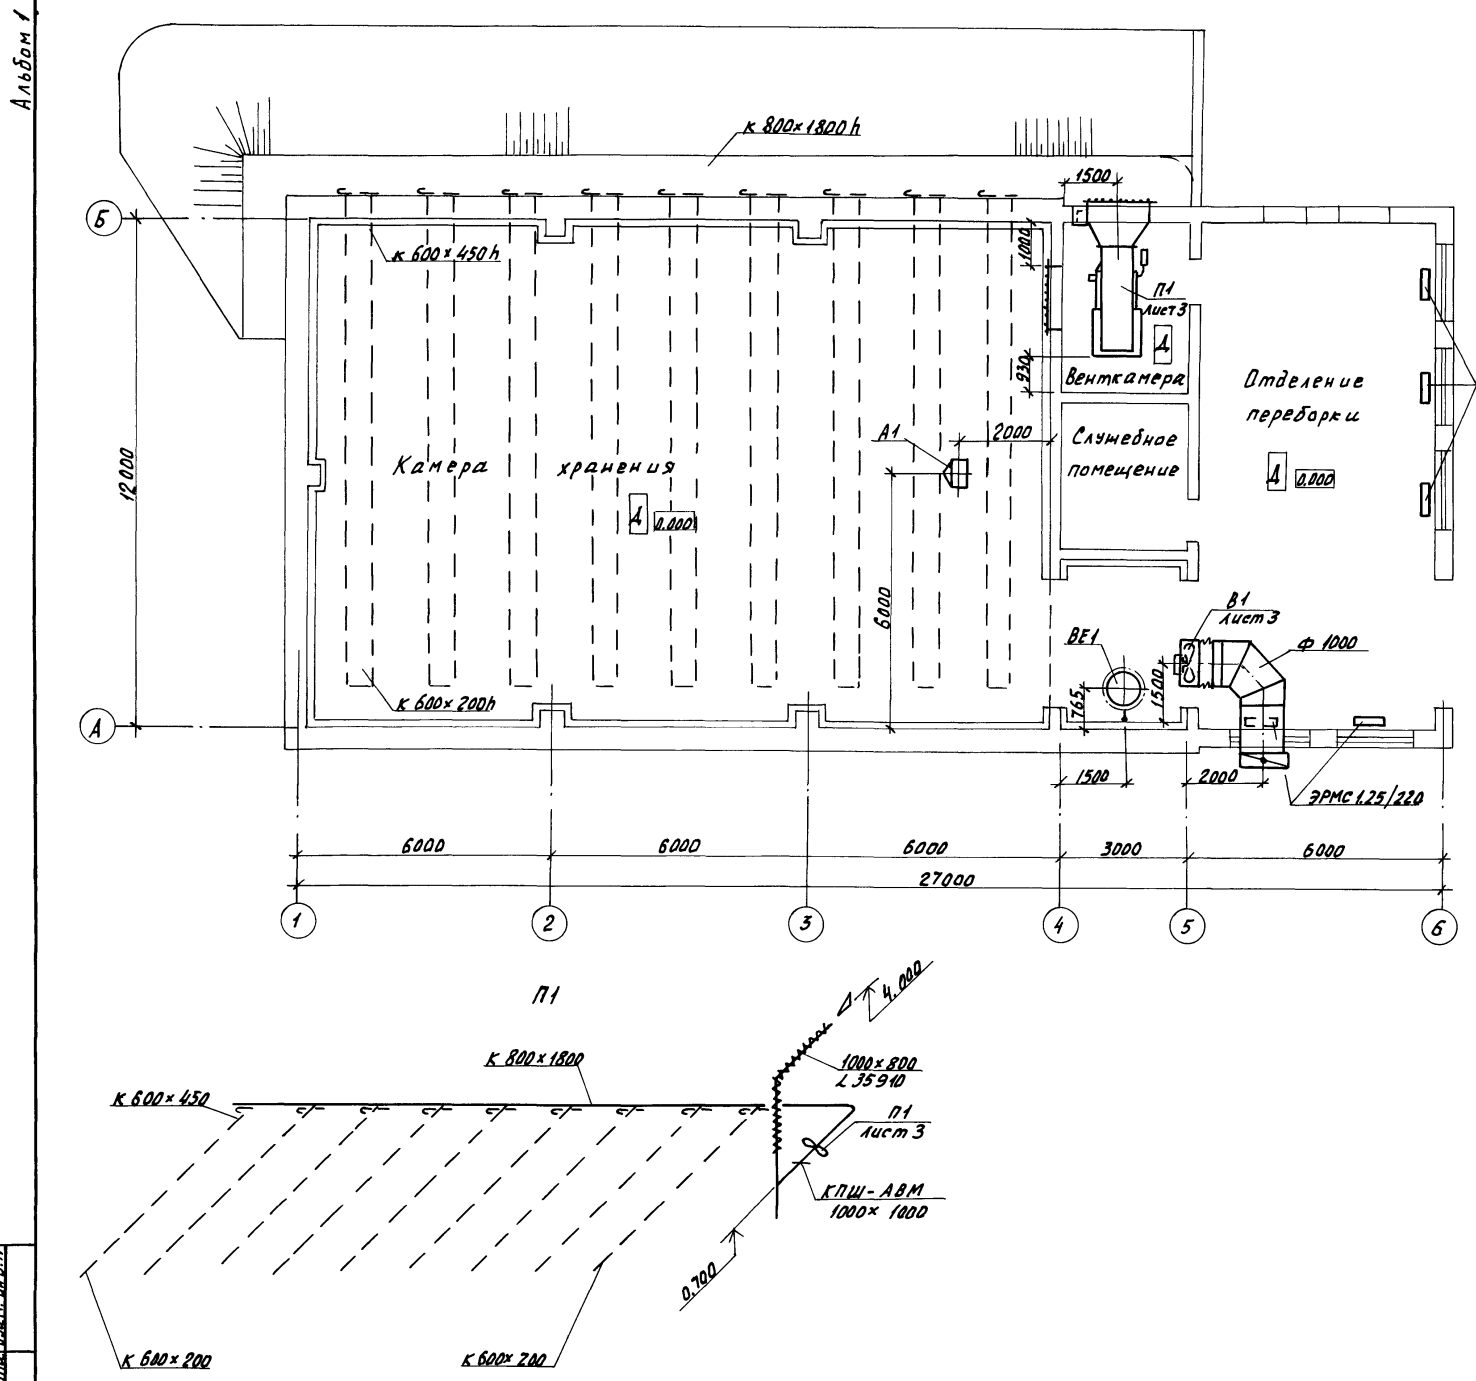 Альбом 1
к 800×1800h
1500
Б
к 600×450h
1000
П1
Лист 3
Д
930
Венткамера
Отделение
переборки
12000
А1
2000
Служебное
помещение
Камера хранения
Д 0.000
Д 0.000
6000
В1
Лист 3
ВЕ1
Ф 1000
1500
765
к 600×200h
А
1500
2000
ЭРМС 1.25/220
6000
6000
6000
3000
6000
27000
1
2
3
4
5
6
П1
4.000
к 800×1800
1000×800
L 35910
к 600×450
П1
Лист 3
КПШ-АВМ
1000×1000
0.700
к 600×200
к 600×200